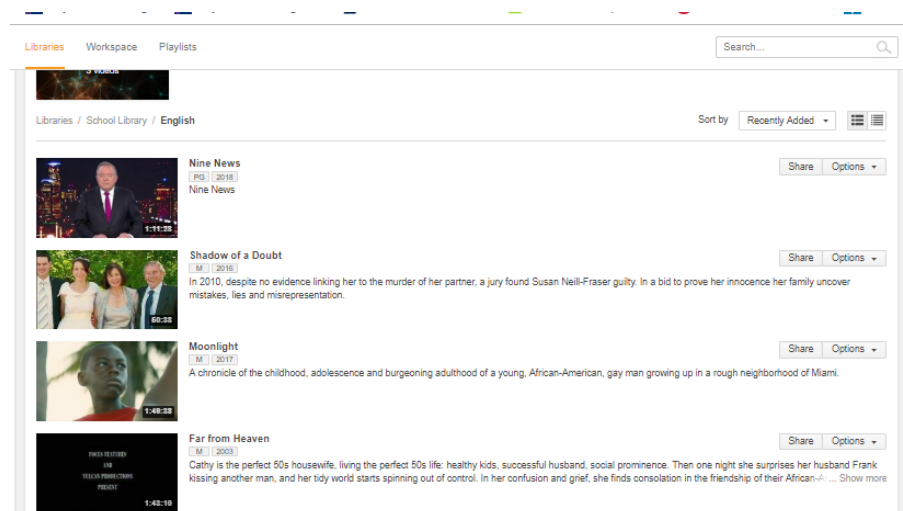 Libraries Workspace Playlists Search...
3 videos
Libraries / School Library / English Sort by Recently Added
Nine News Share Options
PG 2018
Nine News
1:11:28
Shadow of a Doubt Share Options
M 2016
In 2010, despite no evidence linking her to the murder of her partner, a jury found Susan Neill-Fraser guilty. In a bid to prove her innocence her family uncover
mistakes, lies and misrepresentation.
60:38
Moonlight Share Options
M 2017
A chronicle of the childhood, adolescence and burgeoning adulthood of a young, African-American, gay man growing up in a rough neighborhood of Miami.
1:40:38
Far from Heaven Share Options
M 2003
FOCUS FEATURES
AND
VULCAN PRODUCTIONS
PRESENT
Cathy is the perfect 50s housewife, living the perfect 50s life: healthy kids, successful husband, social prominence. Then one night she surprises her husband Frank
kissing another man, and her tidy world starts spinning out of control. In her confusion and grief, she finds consolation in the friendship of their African-A ... Show more
1:43:10